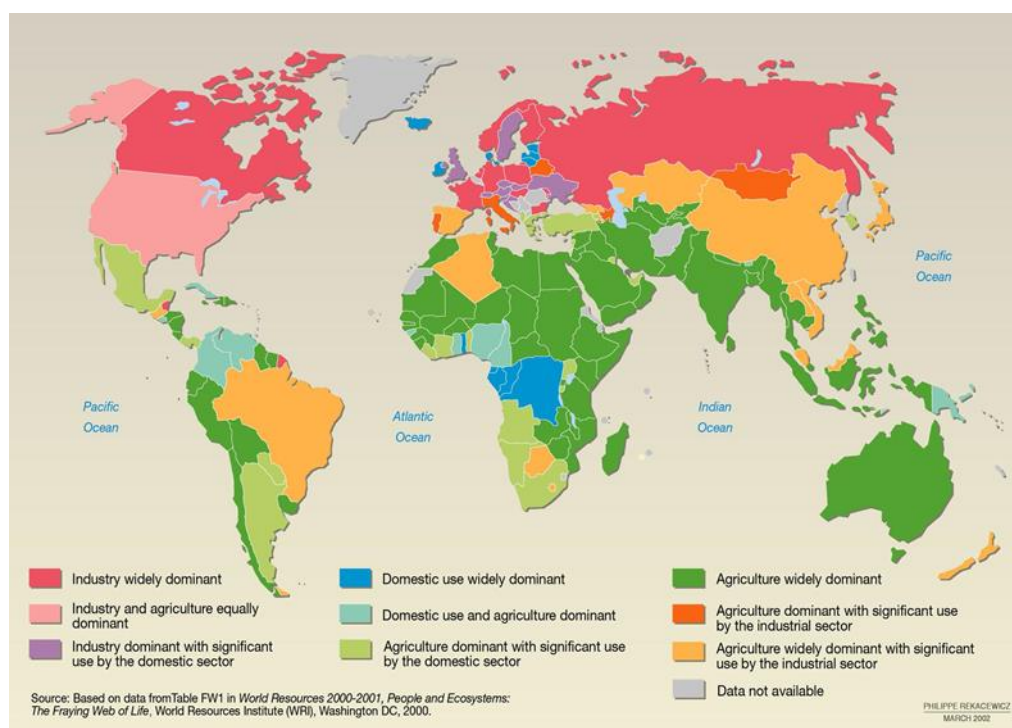 Pacific
Ocean
Pacific
Ocean
Atlantic
Ocean
Indian
Ocean
Industry widely dominant
Industry and agriculture equally
dominant
Industry dominant with significant
use by the domestic sector
Domestic use widely dominant
Domestic use and agriculture dominant
Agriculture dominant with significant use
by the domestic sector
Agriculture widely dominant
Agriculture dominant with significant use
by the industrial sector
Agriculture widely dominant with significant
use by the industrial sector
Data not available
Source: Based on data fromTable FW1 in World Resources 2000-2001, People and Ecosystems:
The Fraying Web of Life, World Resources Institute (WRI), Washington DC, 2000.
PHILIPPE REKACEWICZ
MARCH 2002